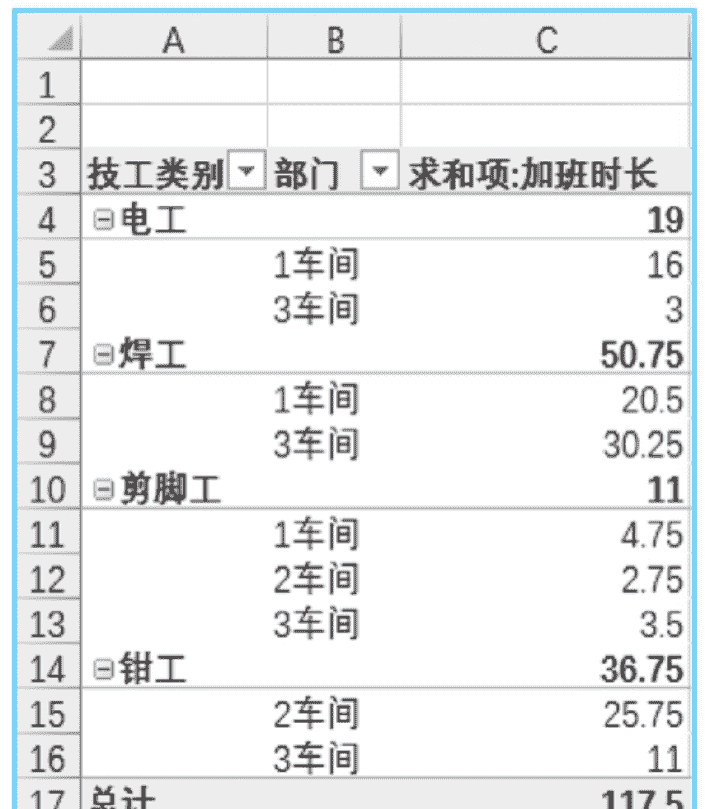 A B C
1
2
3 技工类别 部门 求和项:加班时长
4 电工 19
5 1车间 16
6 3车间 3
7 焊工 50.75
8 1车间 20.5
9 3车间 30.25
10 剪脚工 11
11 1车间 4.75
12 2车间 2.75
13 3车间 3.5
14 钳工 36.75
15 2车间 25.75
16 3车间 11
17 总计 117.5